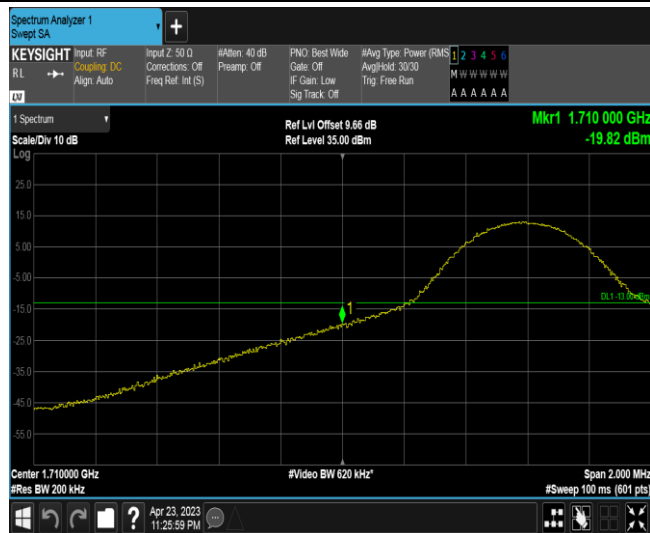 Spectrum Analyzer 1
Swept SA
KEYSIGHT
RL
LXI
Input: RF
Coupling: DC
Align: Auto
Input Z: 50 Ω
Corrections: Off
Freq Ref: Int (S)
#Atten: 40 dB
Preamp: Off
PNO: Best Wide
Gate: Off
IF Gain: Low
Sig Track: Off
#Avg Type: Power (RMS
Avg|Hold: 30/30
Trig: Free Run
1 2 3 4 5 6
M W W W W W
A A A A A A
1 Spectrum
Scale/Div 10 dB
Log
Ref Lvl Offset 9.66 dB
Ref Level 35.00 dBm
Mkr1 1.710 000 GHz
-19.82 dBm
25.0
15.0
5.00
-5.00
-15.0
-25.0
-35.0
-45.0
-55.0
1
DL1 -13.00 dBm
Center 1.710000 GHz
#Video BW 620 kHz*
Span 2.000 MHz
#Res BW 200 kHz
#Sweep 100 ms (601 pts)
?
Apr 23, 2023
11:25:59 PM